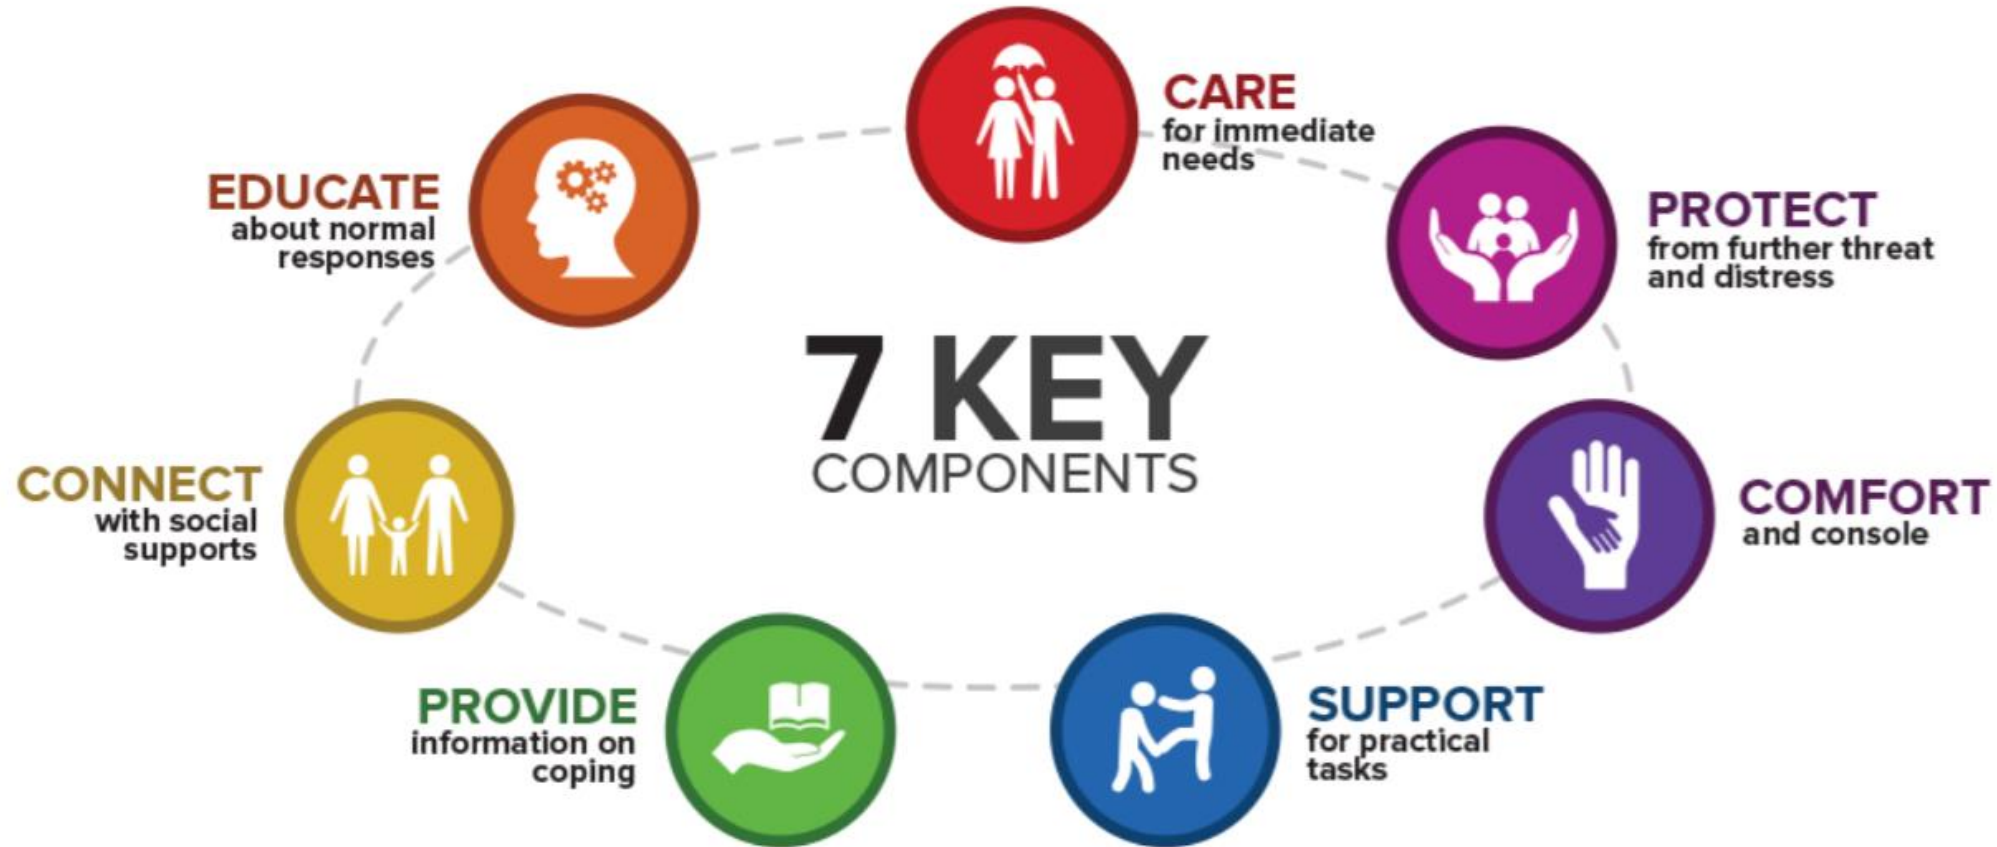 CARE
for immediate
needs
PROTECT
from further threat
and distress
COMFORT
and console
SUPPORT
for practical
tasks
PROVIDE
information on
coping
CONNECT
with social
supports
EDUCATE
about normal
responses
7 KEY
COMPONENTS